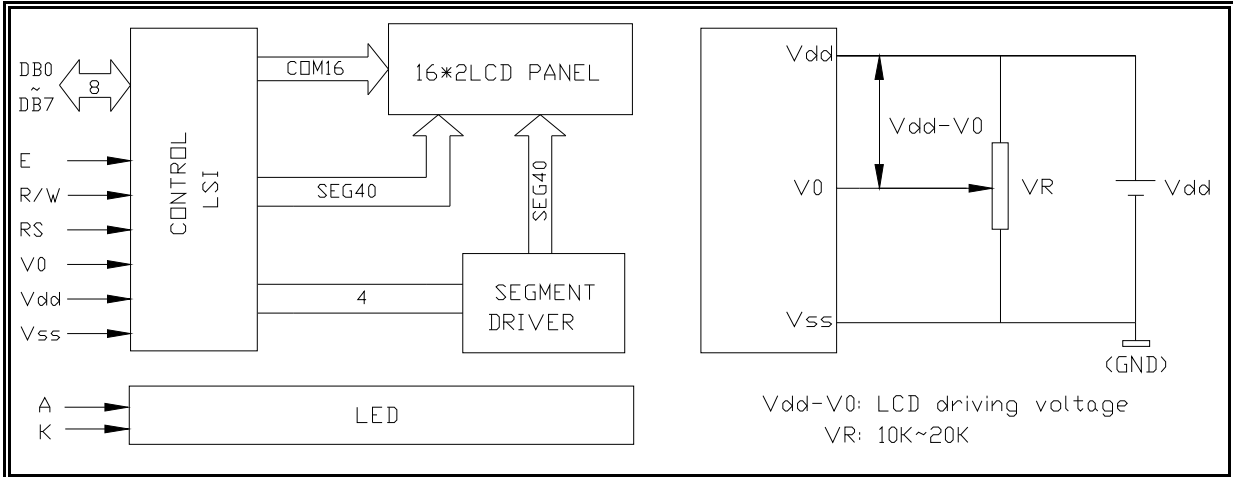 DB0
~
DB7
8
E
R/W
RS
V0
Vdd
Vss
CONTROL
LSI
COM16
16*2LCD PANEL
SEG40
SEG40
4
SEGMENT
DRIVER
A
K
LED
Vdd
Vdd-V0
V0
VR
Vdd
Vss
(GND)
Vdd-V0: LCD driving voltage
VR: 10K~20K